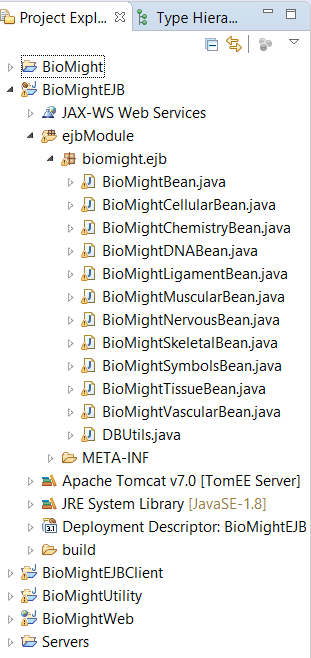 Project Expl...
Type Hiera...
BioMight
BioMightEJB
JAX-WS Web Services
ejbModule
biomight.ejb
BioMightBean.java
BioMightCellularBean.java
BioMightChemistryBean.java
BioMightDNABean.java
BioMightLigamentBean.java
BioMightMuscularBean.java
BioMightNervousBean.java
BioMightSkeletalBean.java
BioMightSymbolsBean.java
BioMightTissueBean.java
BioMightVascularBean.java
DBUtils.java
META-INF
Apache Tomcat v7.0 [TomEE Server]
JRE System Library [JavaSE-1.8]
3.1 Deployment Descriptor: BioMightEJB
build
BioMightEJBClient
BioMightUtility
BioMightWeb
Servers